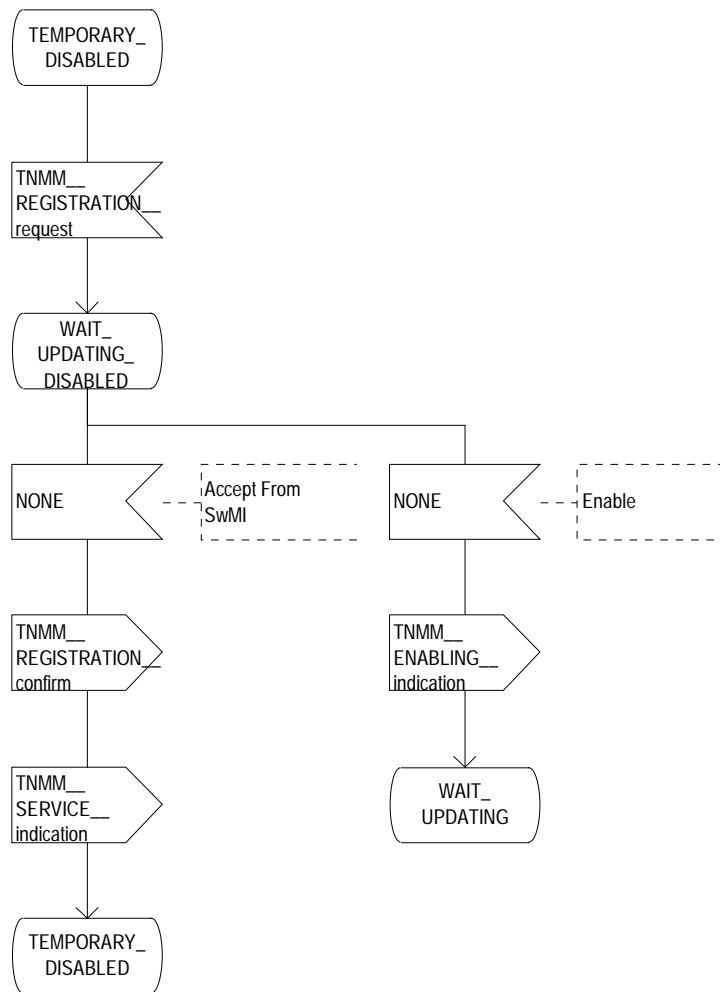 TEMPORARY_
DISABLED
TNMM__
REGISTRATION__
request
WAIT_
UPDATING_
DISABLED
NONE
Accept From
SwMI
NONE
Enable
TNMM__
REGISTRATION__
confirm
TNMM__
ENABLING__
indication
TNMM__
SERVICE__
indication
WAIT_
UPDATING
TEMPORARY_
DISABLED